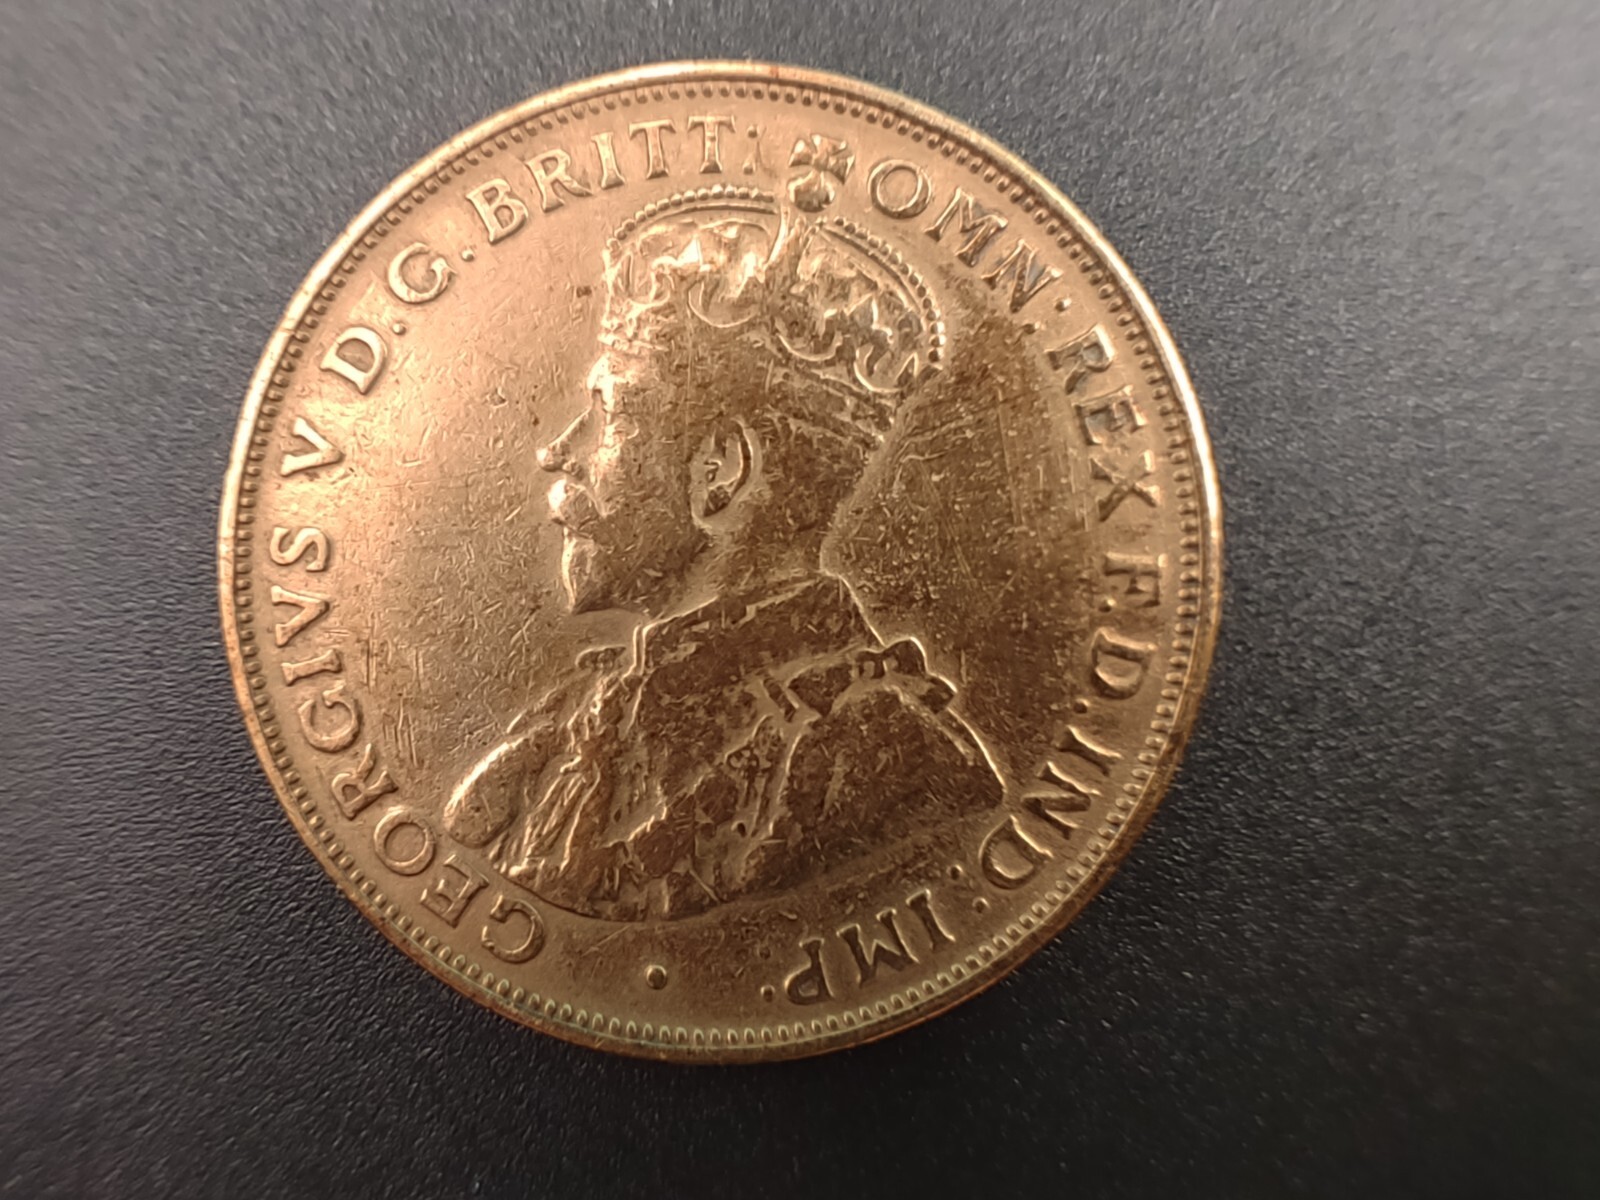 GEORGIVS V D.G. BRITT: OMN: REX F.D. IND: IMP.